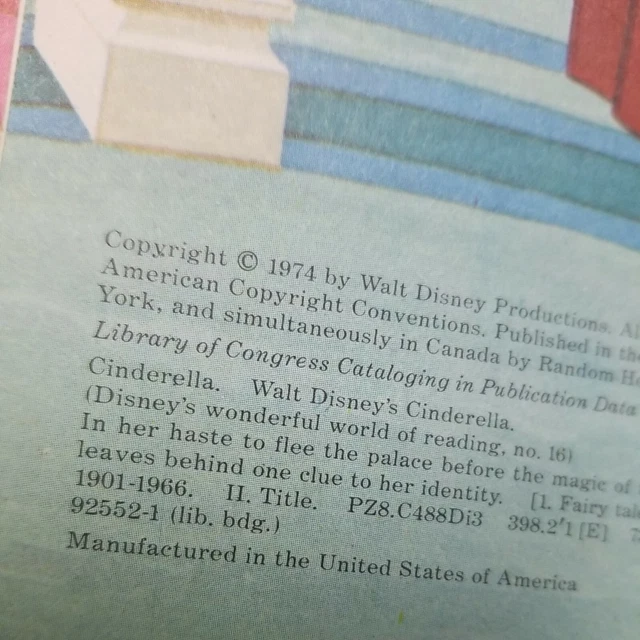 Copyright © 1974 by Walt Disney Productions. Al
American Copyright Conventions. Published in the
York, and simultaneously in Canada by Random H
Library of Congress Cataloging in Publication Data
Cinderella. Walt Disney's Cinderella.
(Disney's wonderful world of reading, no. 16)
In her haste to flee the palace before the magic of
leaves behind one clue to her identity. [1. Fairy tale
1901-1966. II. Title. PZ8.C488Di3 398.2'1 [E] 7
92552-1 (lib. bdg.)
Manufactured in the United States of America